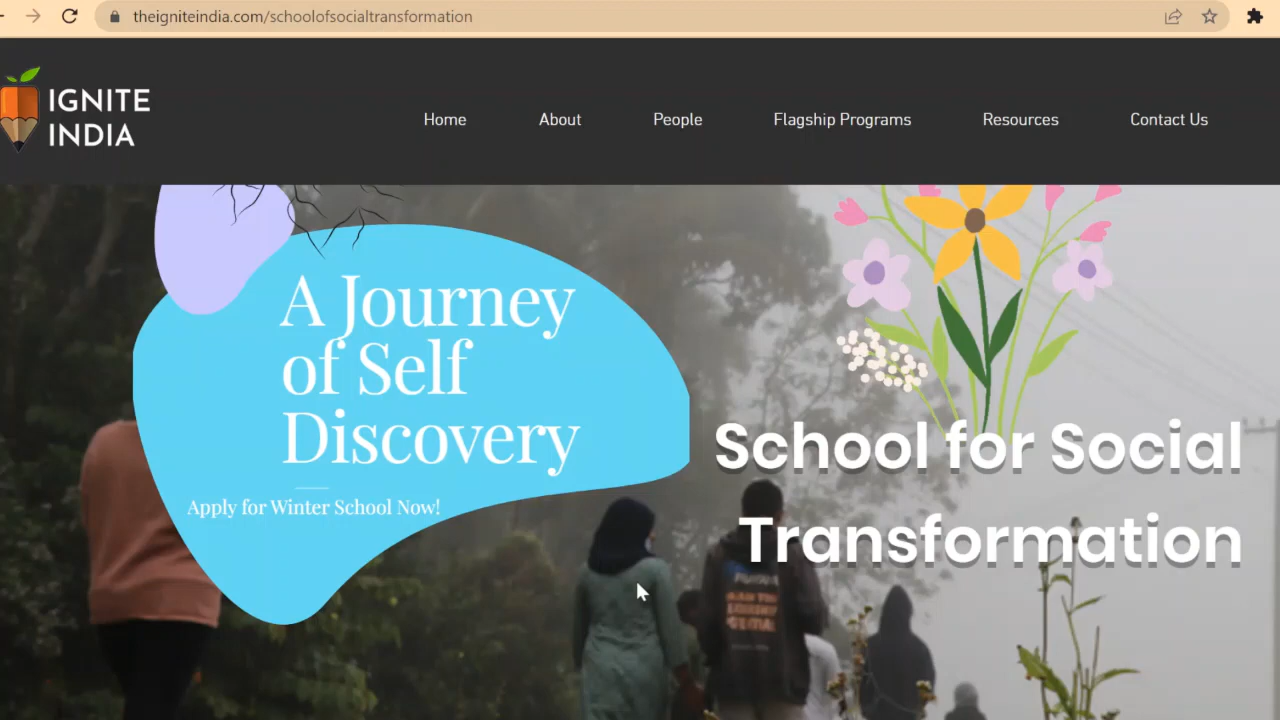 theigniteindia.com/schoolofsocialtransformation
IGNITE
INDIA
Home
About
People
Flagship Programs
Resources
Contact Us
A Journey
of Self
Discovery
Apply for Winter School Now!
School for Social
Transformation